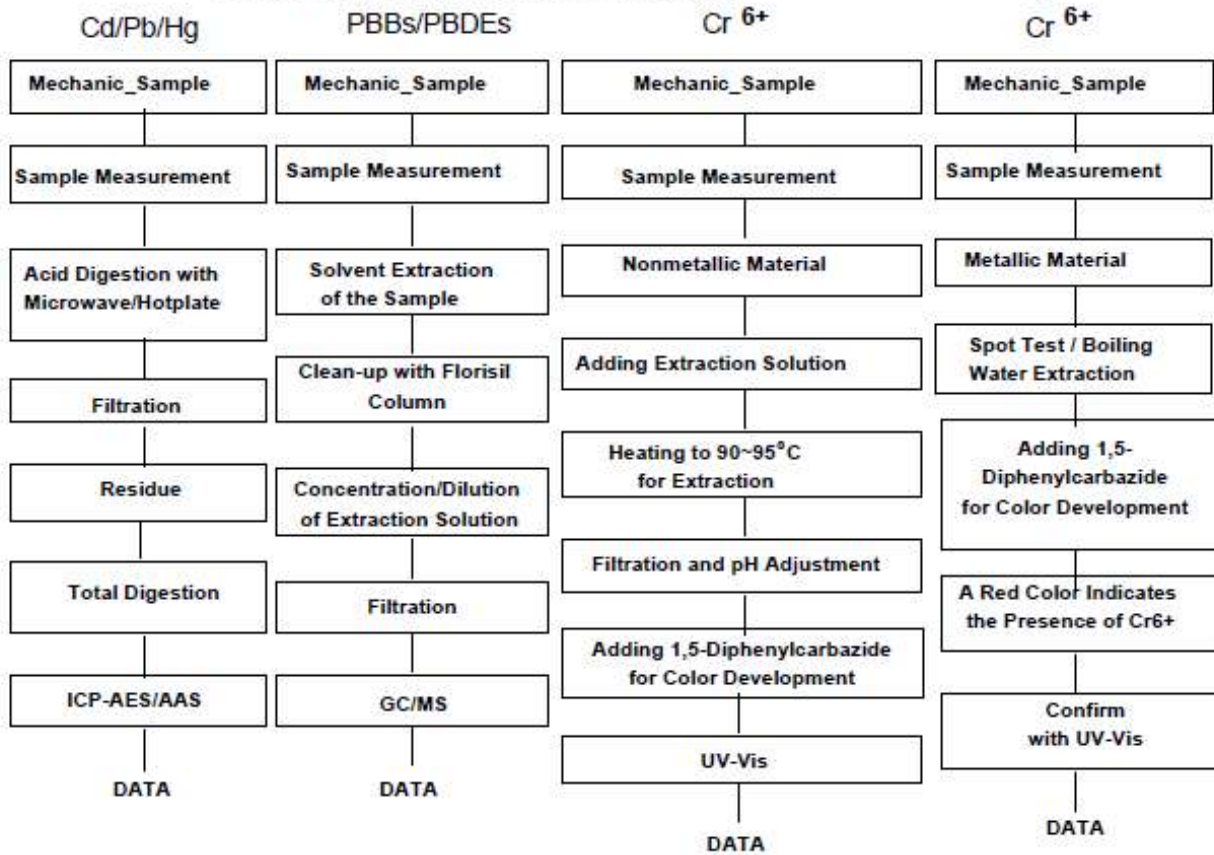 Cd/Pb/Hg
Mechanic_Sample
Sample Measurement
Acid Digestion with
Microwave/Hotplate
Filtration
Residue
Total Digestion
ICP-AES/AAS
DATA
PBBs/PBDEs
Mechanic_Sample
Sample Measurement
Solvent Extraction
of the Sample
Clean-up with Florisil
Column
Concentration/Dilution
of Extraction Solution
Filtration
GC/MS
DATA
Cr 6+
Mechanic_Sample
Sample Measurement
Nonmetallic Material
Adding Extraction Solution
Heating to 90~95°C
for Extraction
Filtration and pH Adjustment
Adding 1,5-Diphenylcarbazide
for Color Development
UV-Vis
DATA
Cr 6+
Mechanic_Sample
Sample Measurement
Metallic Material
Spot Test / Boiling
Water Extraction
Adding 1,5-
Diphenylcarbazide
for Color Development
A Red Color Indicates
the Presence of Cr6+
Confirm
with UV-Vis
DATA